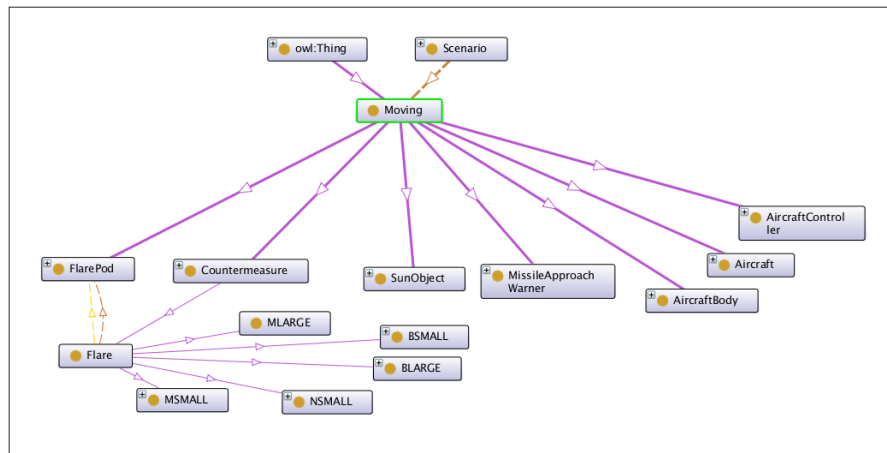 owl:Thing
Scenario
Moving
AircraftControl
ler
FlarePod
Countermeasure
SunObject
MissileApproach
Warner
Aircraft
AircraftBody
MLARGE
BSMALL
Flare
BLARGE
MSMALL
NSMALL